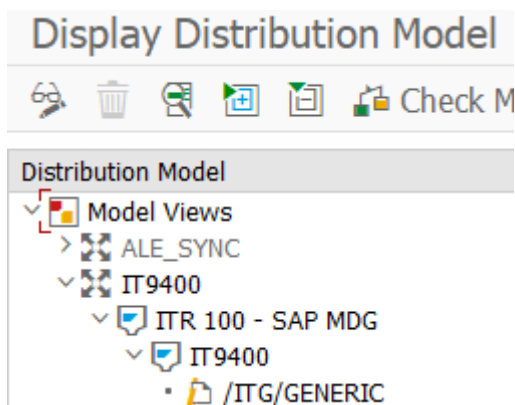 Display Distribution Model
Check M
Distribution Model
Model Views
ALE_SYNC
IT9400
ITR 100 - SAP MDG
IT9400
/ITG/GENERIC